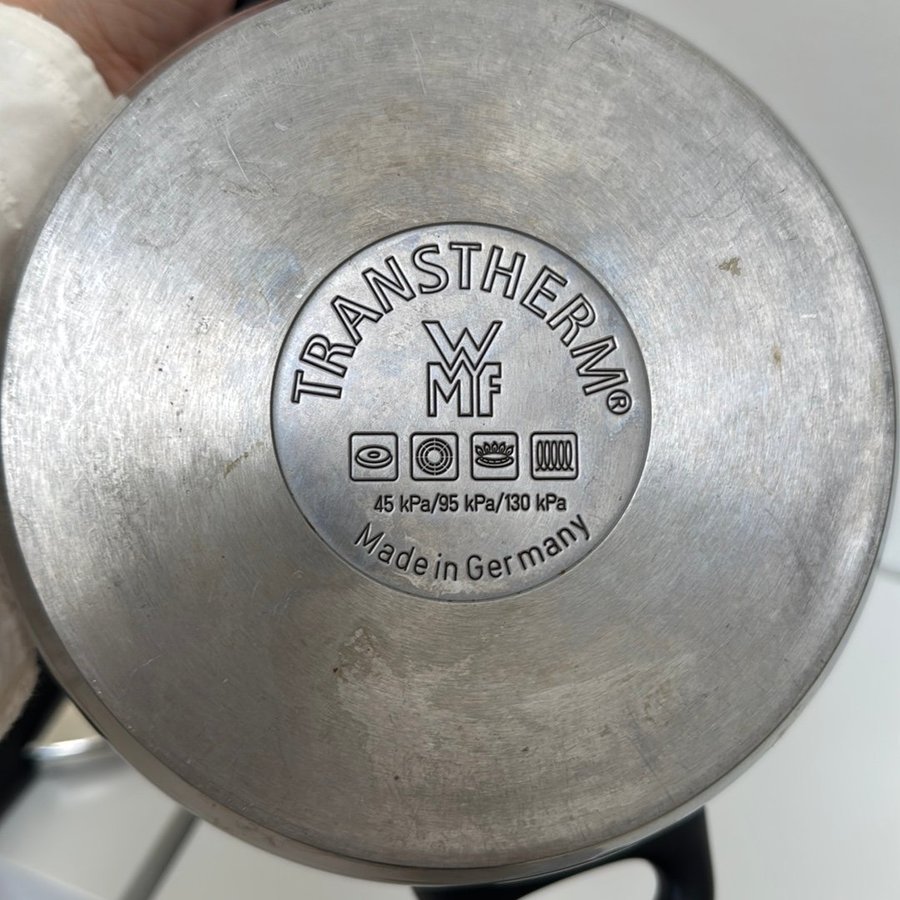 TRANSTHERM®
WMF
45 kPa/95 kPa/130 kPa
Made in Germany